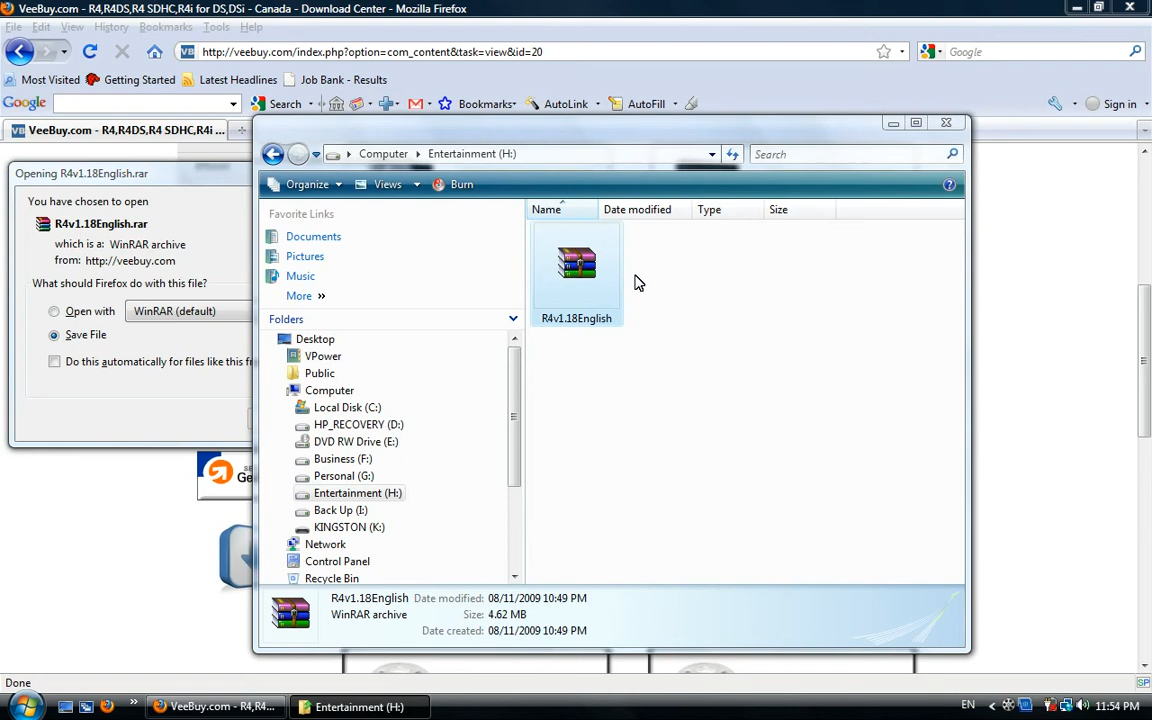 VeeBuy.com - R4,R4DS,R4 SDHC,R4i for DS,DSi - Canada - Download Center - Mozilla Firefox
File Edit View History Bookmarks Tools Help
http://veebuy.com/index.php?option=com_content&task=view&id=20
Google
Most Visited Getting Started Latest Headlines Job Bank - Results
Google Search Bookmarks AutoLink AutoFill Sign in
VeeBuy.com - R4,R4DS,R4 SDHC,R4i ...
Computer Entertainment (H:) Search
Opening R4v1.18English.rar
Organize Views Burn
You have chosen to open
R4v1.18English.rar
which is a: WinRAR archive
from: http://veebuy.com
What should Firefox do with this file?
Open with WinRAR (default)
Save File
Do this automatically for files like this fr
Favorite Links
Documents
Pictures
Music
More »
Folders
Desktop
VPower
Public
Computer
Local Disk (C:)
HP_RECOVERY (D:)
DVD RW Drive (E:)
Business (F:)
Personal (G:)
Entertainment (H:)
Back Up (I:)
KINGSTON (K:)
Network
Control Panel
Recycle Bin
Name Date modified Type Size
R4v1.18English
R4v1.18English Date modified: 08/11/2009 10:49 PM
WinRAR archive Size: 4.62 MB
Date created: 08/11/2009 10:49 PM
Done
VeeBuy.com - R4,R4... Entertainment (H:) EN 11:54 PM